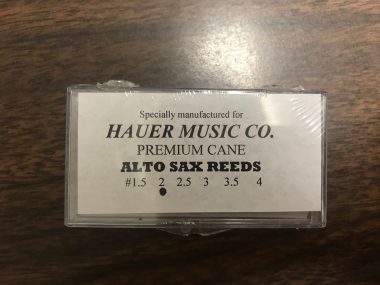 Specially manufactured for
HAUER MUSIC CO.
PREMIUM CANE
ALTO SAX REEDS
#1.5 2 2.5 3 3.5 4